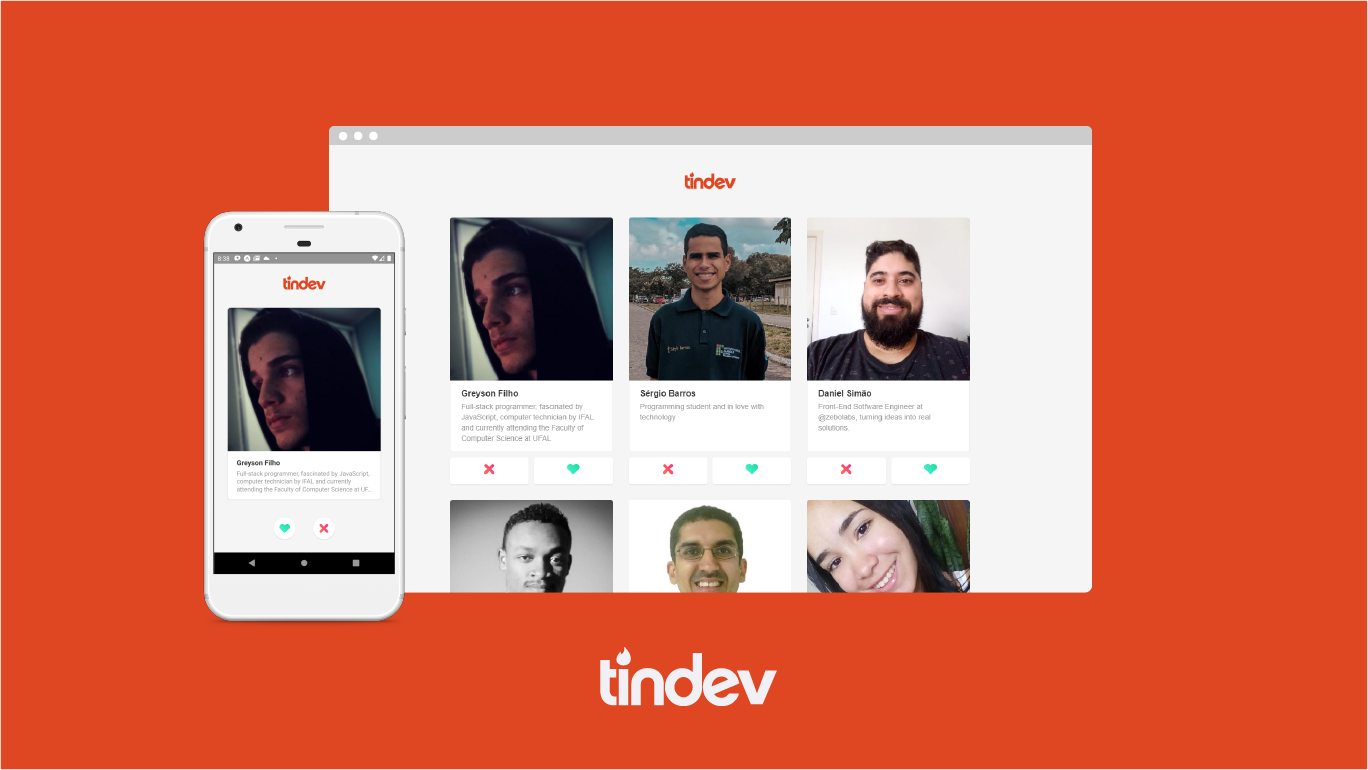 tindev
Greyson Filho
Full-stack programmer, fascinated by
JavaScript, computer technician by IFAL
and currently attending the Faculty of
Computer Science at UFAL
Sérgio Barros
Programming student and in love with
technology
Daniel Simão
Front-End Sotfware Engineer at
@zebolabs, turning ideas into real
solutions.
8:38
tindev
Greyson Filho
Full-stack programmer, fascinated by JavaScript,
computer technician by IFAL and currently
attending the Faculty of Computer Science at UF...
tindev